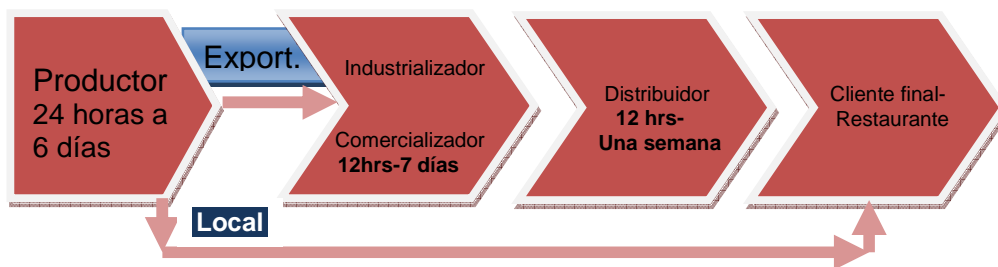 Productor
24 horas a
6 días
Export.
Industrializador
Comercializador
12hrs-7 días
Distribuidor
12 hrs-
Una semana
Cliente final-
Restaurante
Local